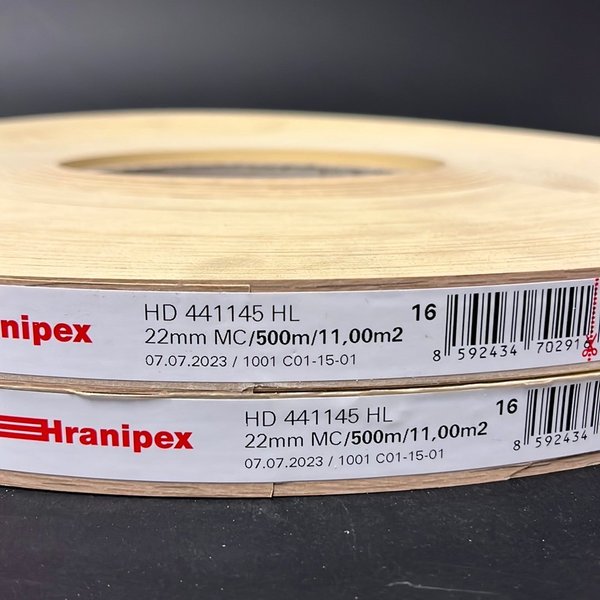 nipex
HD 441145 HL
22mm MC/500m/11,00m2
07.07.2023 / 1001 C01-15-01
16
8 592434 70291
Hranipex
HD 441145 HL
22mm MC/500m/11,00m2
07.07.2023 / 1001 C01-15-01
16
8 592434